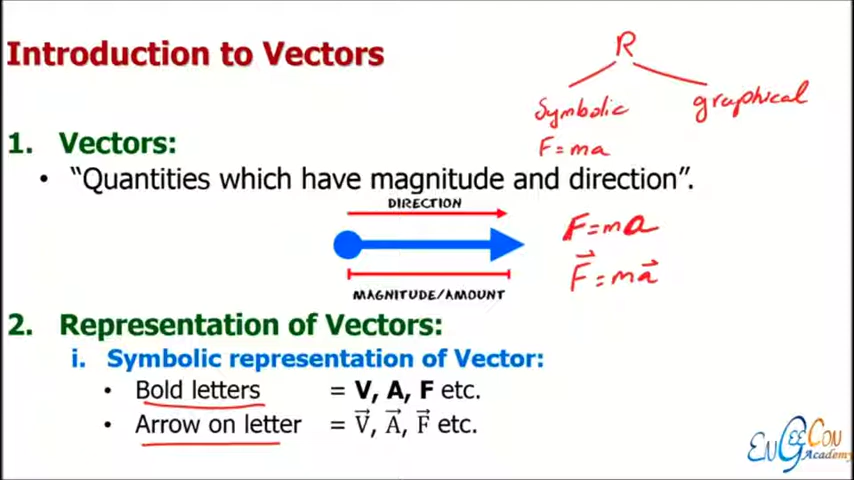 Introduction to Vectors
R
Symbolic graphical
F=ma
1. Vectors:
• “Quantities which have magnitude and direction”.
DIRECTION
F=ma
MAGNITUDE/AMOUNT
F⃗=ma⃗
2. Representation of Vectors:
i. Symbolic representation of Vector:
• Bold letters = V, A, F etc.
• Arrow on letter = V⃗, A⃗, F⃗ etc.
EnGeeCon
Academy